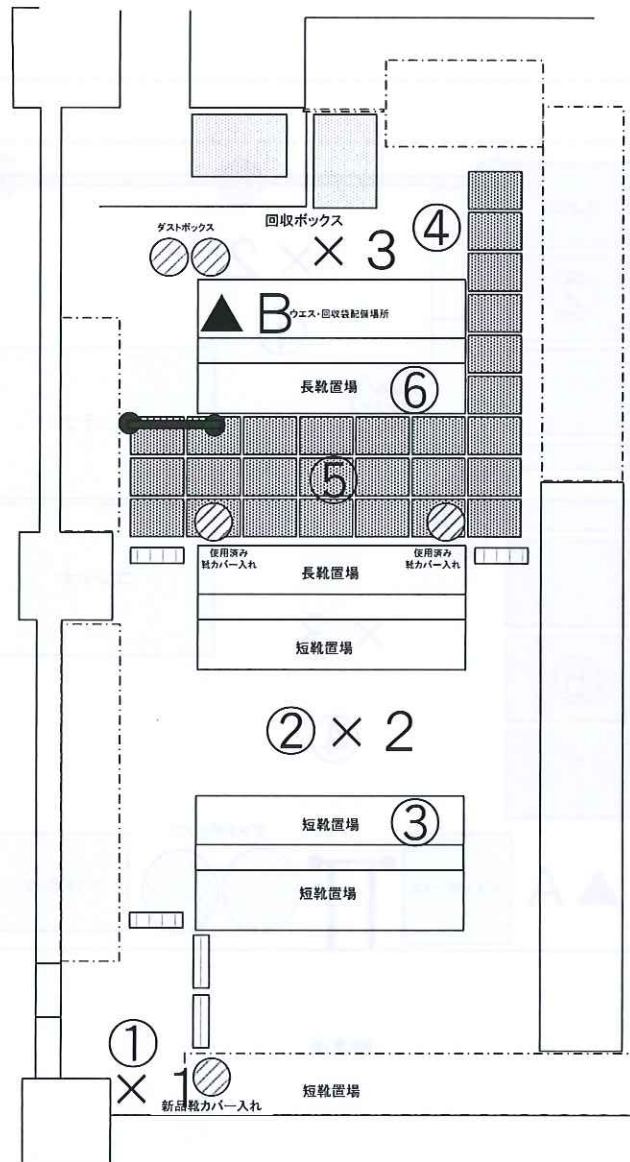 ダストボックス
回収ボックス
④
×3
▲B ウエス・回収袋配備場所
長靴置場 ⑥
⑤
使用済み
靴カバー入れ
使用済み
靴カバー入れ
長靴置場
短靴置場
②×2
短靴置場 ③
短靴置場
①
×1
新品靴カバー入れ
短靴置場